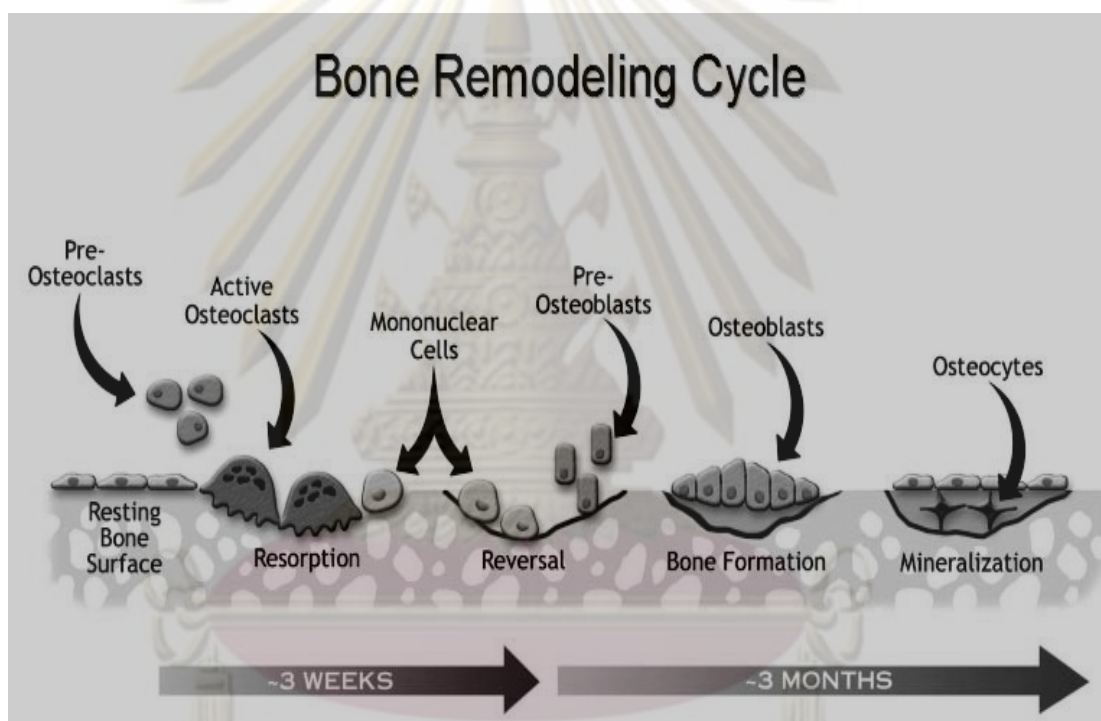 Bone Remodeling Cycle
Pre-
Osteoclasts
Active
Osteoclasts
Mononuclear
Cells
Pre-
Osteoblasts
Osteoblasts
Osteocytes
Resting
Bone
Surface
Resorption
Reversal
Bone Formation
Mineralization
~3 WEEKS
~3 MONTHS